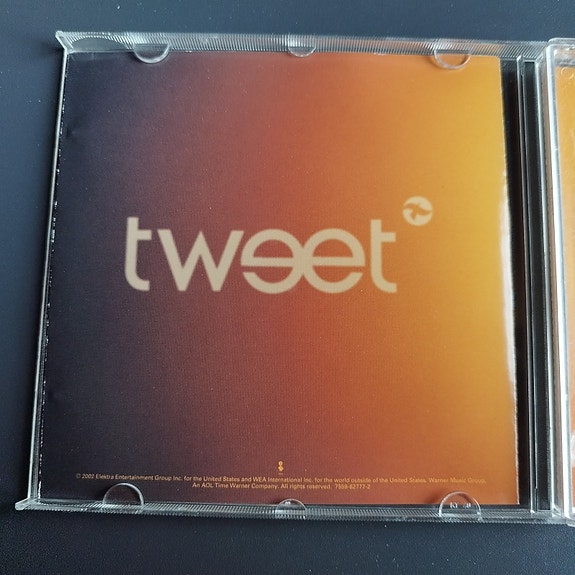 tweet
© 2002 Elektra Entertainment Group Inc. for the United States and WEA International Inc. for the world outside of the United States. Warner Music Group,
An AOL Time Warner Company. All rights reserved. 7559-62777-2